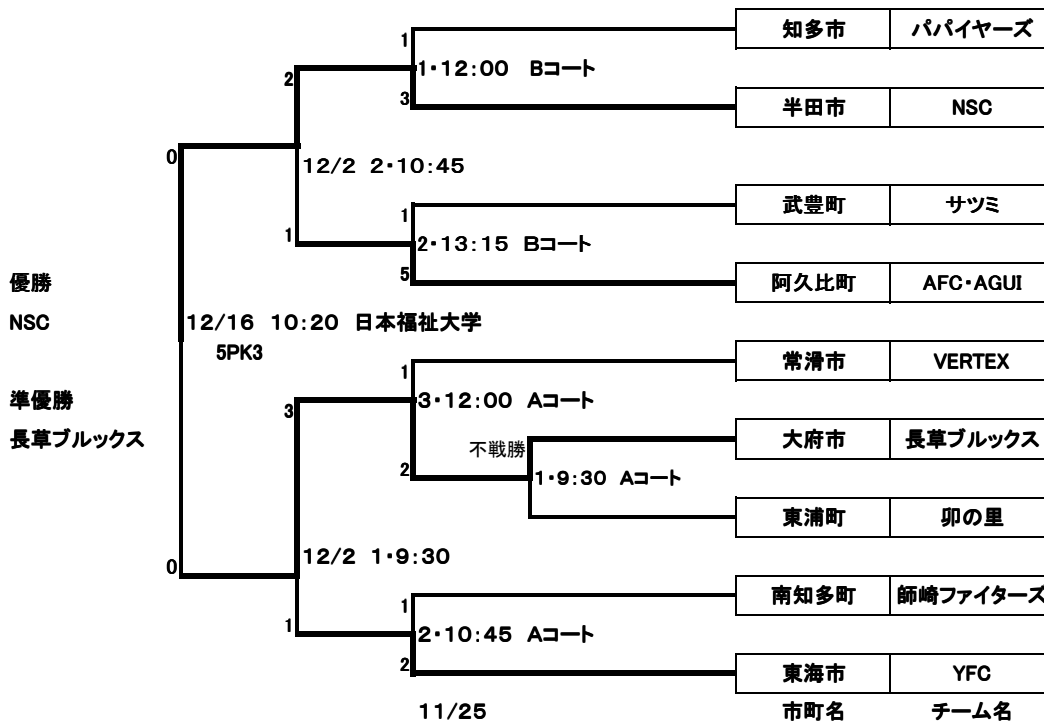 1 知多市 パパイヤーズ
2 1・12:00 Bコート
3 半田市 NSC
0 12/2 2・10:45
1 武豊町 サツミ
1 2・13:15 Bコート
5 阿久比町 AFC・AGUI
優勝
NSC 12/16 10:20 日本福祉大学
5PK3
1 常滑市 VERTEX
準優勝 3 3・12:00 Aコート
長草ブルックス 不戦勝 大府市 長草ブルックス
2 1・9:30 Aコート
東浦町 卯の里
0 12/2 1・9:30
1 南知多町 師崎ファイターズ
1 2・10:45 Aコート
2 東海市 YFC
11/25 市町名 チーム名